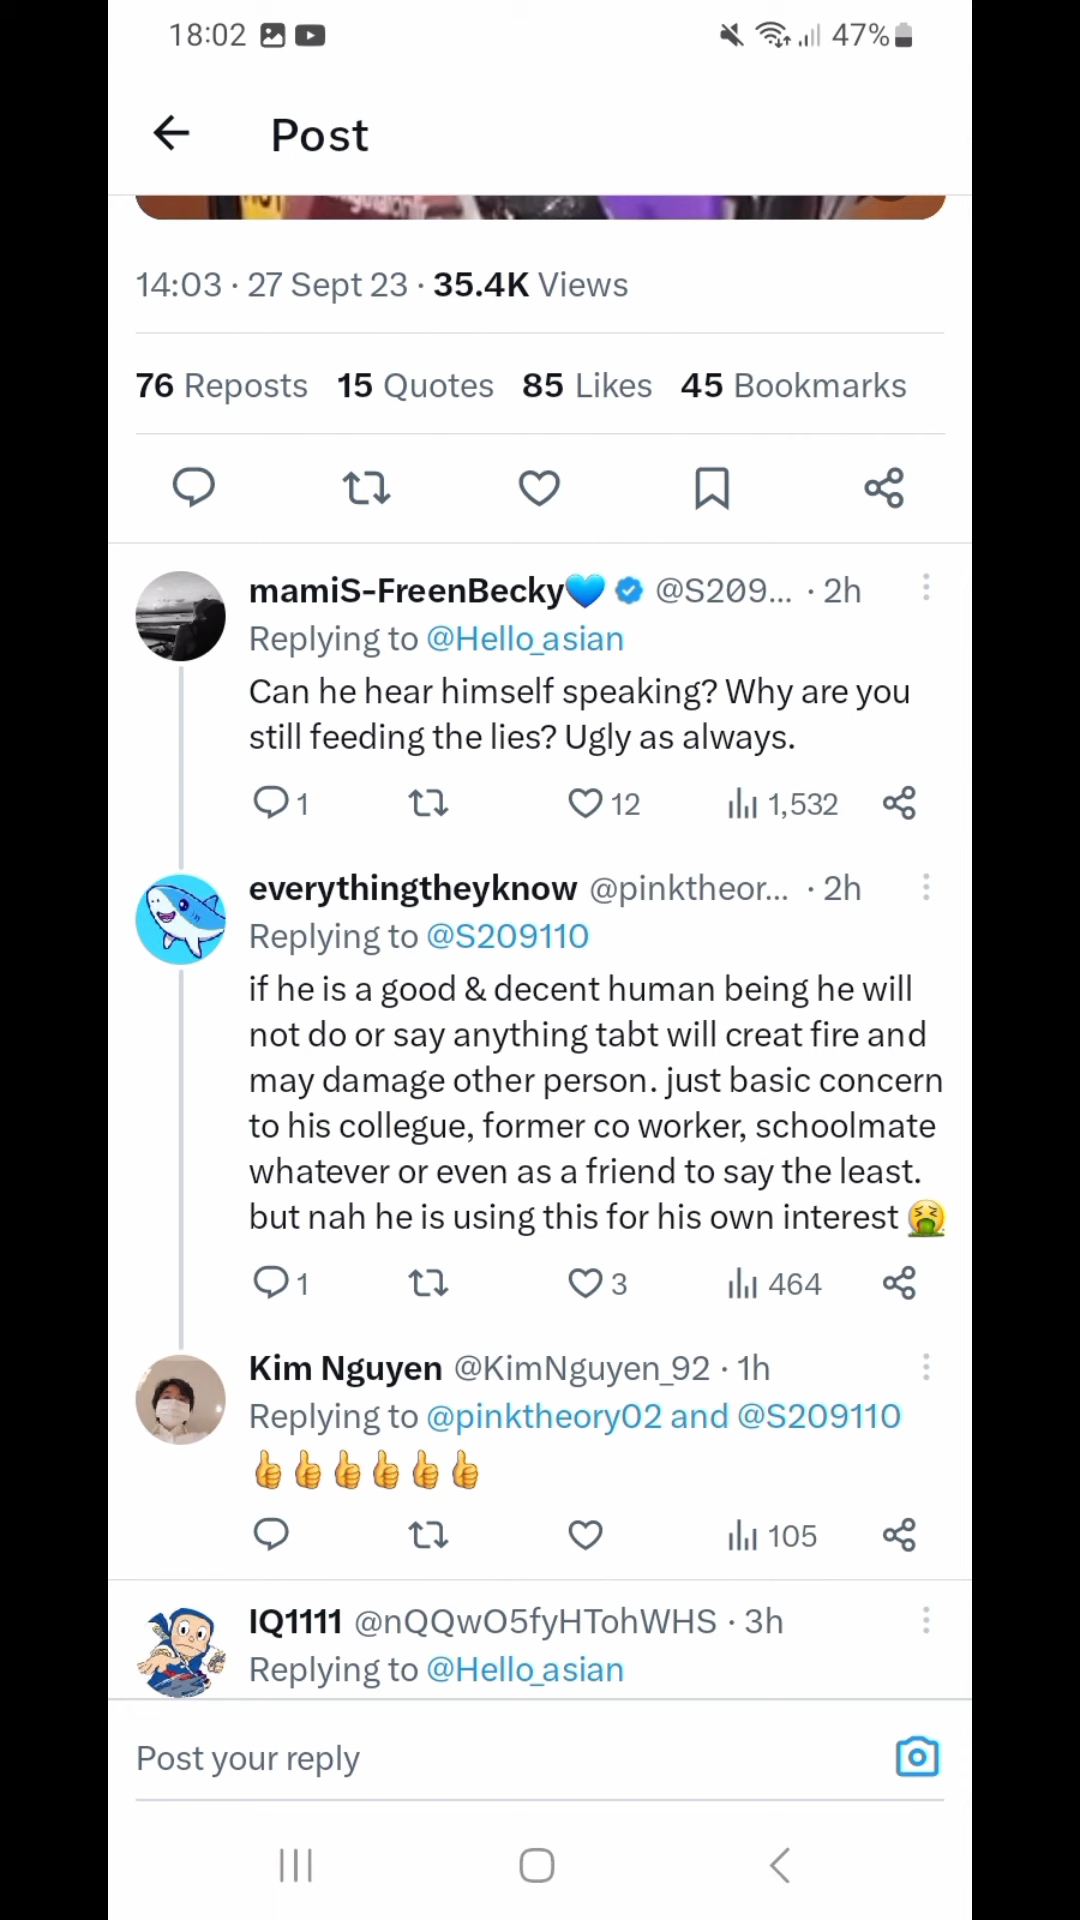 18:02 47%
Post
14:03 · 27 Sept 23 · 35.4K Views
76 Reposts 15 Quotes 85 Likes 45 Bookmarks
mamiS-FreenBecky💙 @S209... · 2h
Replying to @Hello_asian
Can he hear himself speaking? Why are you
still feeding the lies? Ugly as always.
1 12 1,532
everythingtheyknow @pinktheor... · 2h
Replying to @S209110
if he is a good & decent human being he will
not do or say anything tabt will creat fire and
may damage other person. just basic concern
to his collegue, former co worker, schoolmate
whatever or even as a friend to say the least.
but nah he is using this for his own interest 🤮
1 3 464
Kim Nguyen @KimNguyen_92 · 1h
Replying to @pinktheory02 and @S209110
👍👍👍👍👍👍
105
IQ1111 @nQQwO5fyHTohWHS · 3h
Replying to @Hello_asian
Post your reply